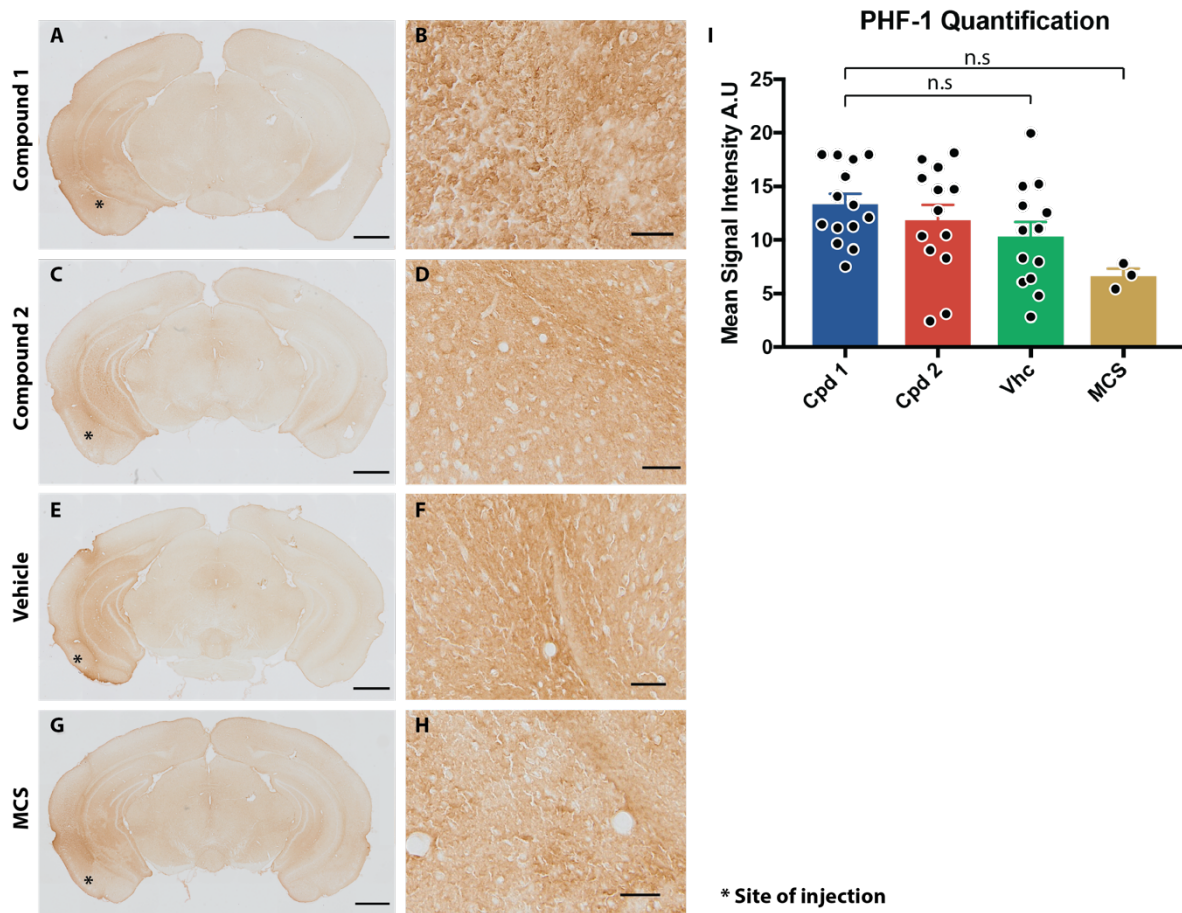 Compound 1
A
B
Compound 2
C
D
Vehicle
E
F
MCS
G
H
I
PHF-1 Quantification
n.s
n.s
Mean Signal Intensity A.U
25
20
15
10
5
0
Cpd 1
Cpd 2
Vhc
MCS
* Site of injection
*
*
*
*